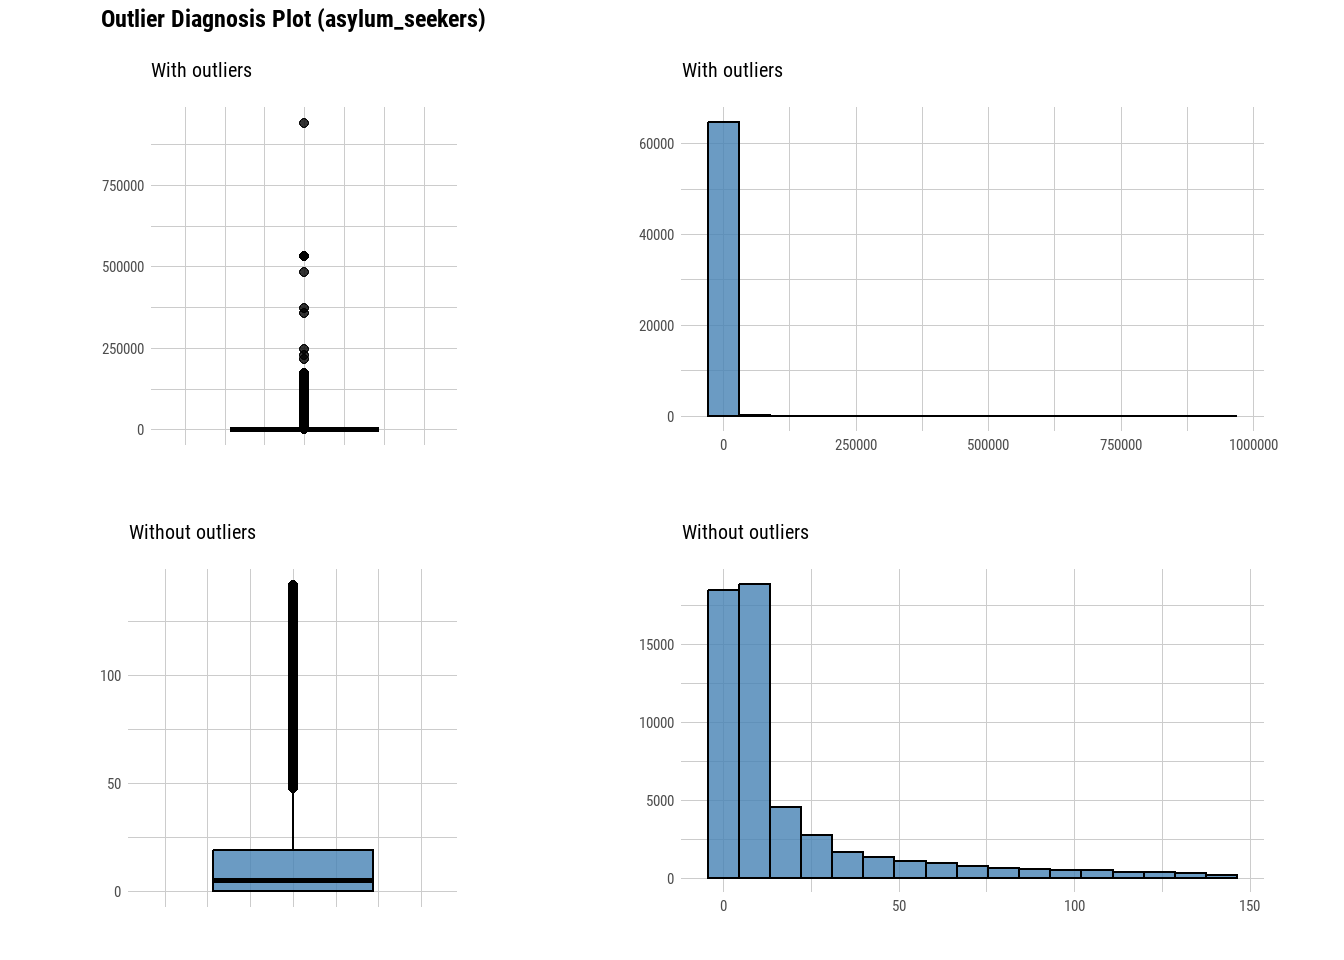 Outlier Diagnosis Plot (asylum_seekers)
With outliers
750000
500000
250000
0
With outliers
60000
40000
20000
0
0 250000 500000 750000 1000000
Without outliers
100
50
0
Without outliers
15000
10000
5000
0
0 50 100 150